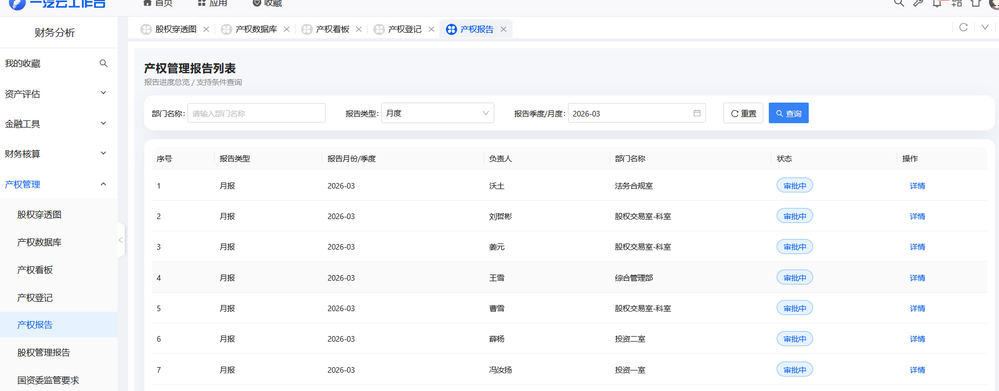 一汽云工作台
首页 应用 收藏
财务分析
股权穿透图 产权数据库 产权看板 产权登记 产权报告
我的收藏
资产评估
金融工具
财务核算
产权管理
股权穿透图
产权数据库
产权看板
产权登记
产权报告
股权管理报告
国资委监管要求
产权管理报告列表
报告进度总览 / 支持条件查询
部门名称: 请输入部门名称 报告类型: 月度 报告季度/月度: 2026-03 重置 查询
序号 报告类型 报告月份/季度 负责人 部门名称 状态 操作
1 月报 2026-03 沃土 法务合规室 审批中 详情
2 月报 2026-03 刘哲彬 股权交易室-科室 审批中 详情
3 月报 2026-03 姜元 股权交易室-科室 审批中 详情
4 月报 2026-03 王雪 综合管理部 审批中 详情
5 月报 2026-03 曹雪 股权交易室-科室 审批中 详情
6 月报 2026-03 薛杨 投资二室 审批中 详情
7 月报 2026-03 冯汝扬 投资一室 审批中 详情